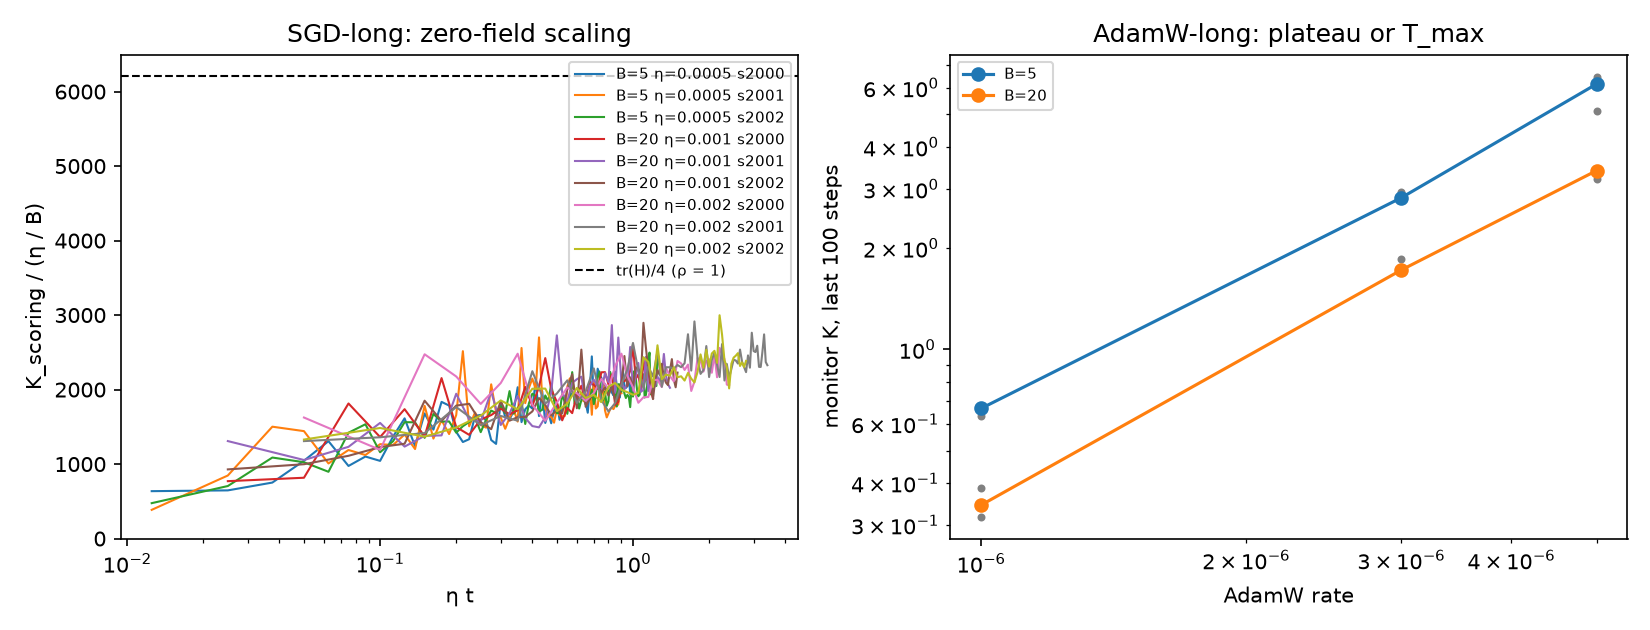 SGD-long: zero-field scaling
K_scoring / (η / B)
6000
5000
4000
3000
2000
1000
0
B=5 η=0.0005 s2000
B=5 η=0.0005 s2001
B=5 η=0.0005 s2002
B=20 η=0.001 s2000
B=20 η=0.001 s2001
B=20 η=0.001 s2002
B=20 η=0.002 s2000
B=20 η=0.002 s2001
B=20 η=0.002 s2002
tr(H)/4 (ρ = 1)
10⁻² 10⁻¹ 10⁰
η t
AdamW-long: plateau or T_max
monitor K, last 100 steps
6 × 10⁰
4 × 10⁰
3 × 10⁰
2 × 10⁰
10⁰
6 × 10⁻¹
4 × 10⁻¹
3 × 10⁻¹
B=5
B=20
10⁻⁶ 2 × 10⁻⁶ 3 × 10⁻⁶ 4 × 10⁻⁶
AdamW rate